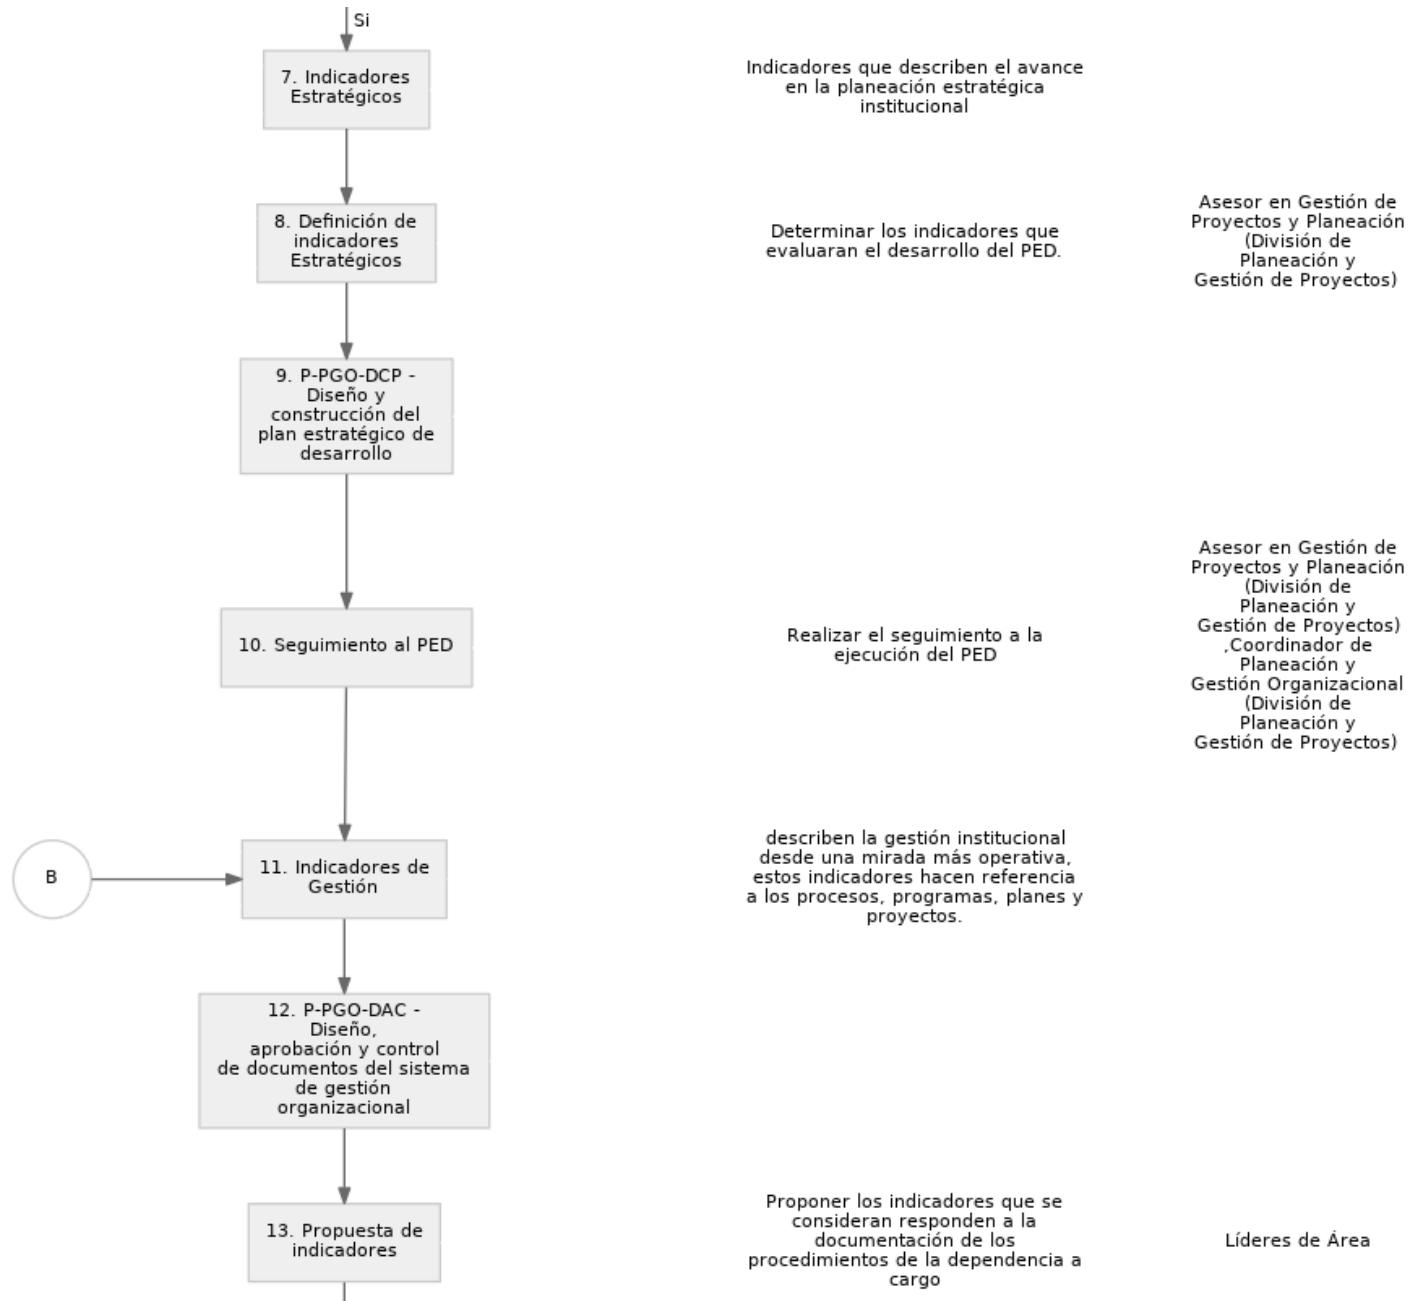 Si
7. Indicadores
Estratégicos
Indicadores que describen el avance
en la planeación estratégica
institucional
8. Definición de
indicadores
Estratégicos
Determinar los indicadores que
evaluaran el desarrollo del PED.
Asesor en Gestión de
Proyectos y Planeación
(División de
Planeación y
Gestión de Proyectos)
9. P-PGO-DCP -
Diseño y
construcción del
plan estratégico de
desarrollo
10. Seguimiento al PED
Realizar el seguimiento a la
ejecución del PED
Asesor en Gestión de
Proyectos y Planeación
(División de
Planeación y
Gestión de Proyectos)
,Coordinador de
Planeación y
Gestión Organizacional
(División de
Planeación y
Gestión de Proyectos)
B
11. Indicadores de
Gestión
describen la gestión institucional
desde una mirada más operativa,
estos indicadores hacen referencia
a los procesos, programas, planes y
proyectos.
12. P-PGO-DAC -
Diseño,
aprobación y control
de documentos del sistema
de gestión
organizacional
13. Propuesta de
indicadores
Proponer los indicadores que se
consideran responden a la
documentación de los
procedimientos de la dependencia a
cargo
Líderes de Área